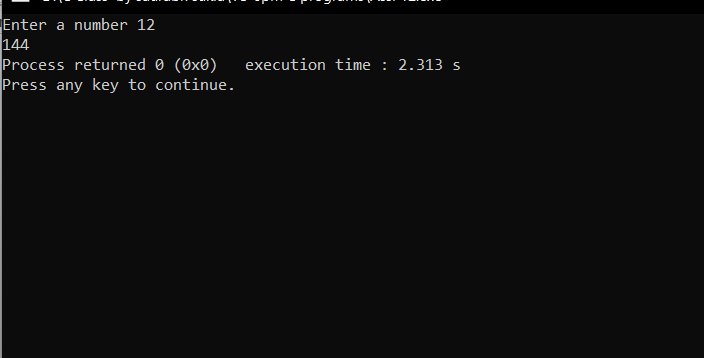 Enter a number 12
144
Process returned 0 (0x0)   execution time : 2.313 s
Press any key to continue.